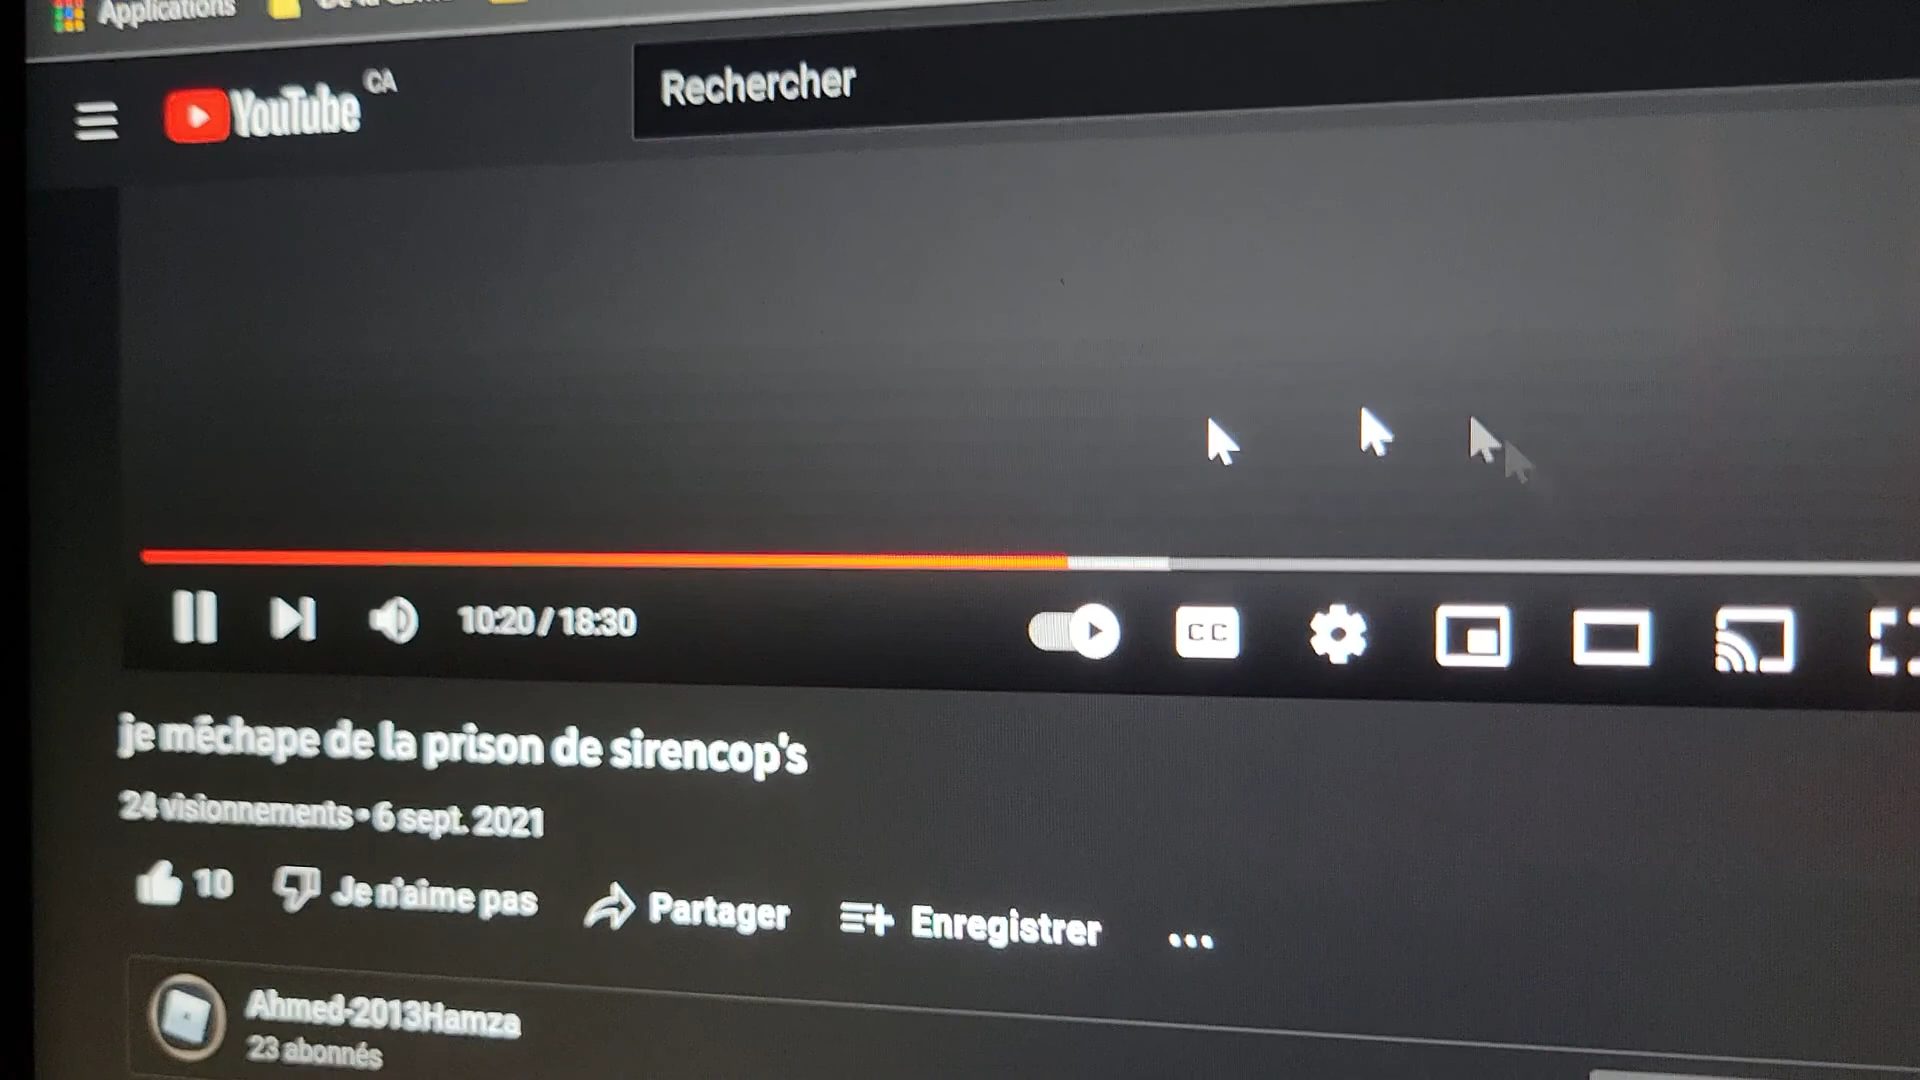 Applications
YouTube CA
Rechercher
10:20 / 18:30
CC
je méchape de la prison de sirencop's
24 visionnements • 6 sept. 2021
10 Je n'aime pas Partager Enregistrer ...
Ahmed-2013Hamza
23 abonnés